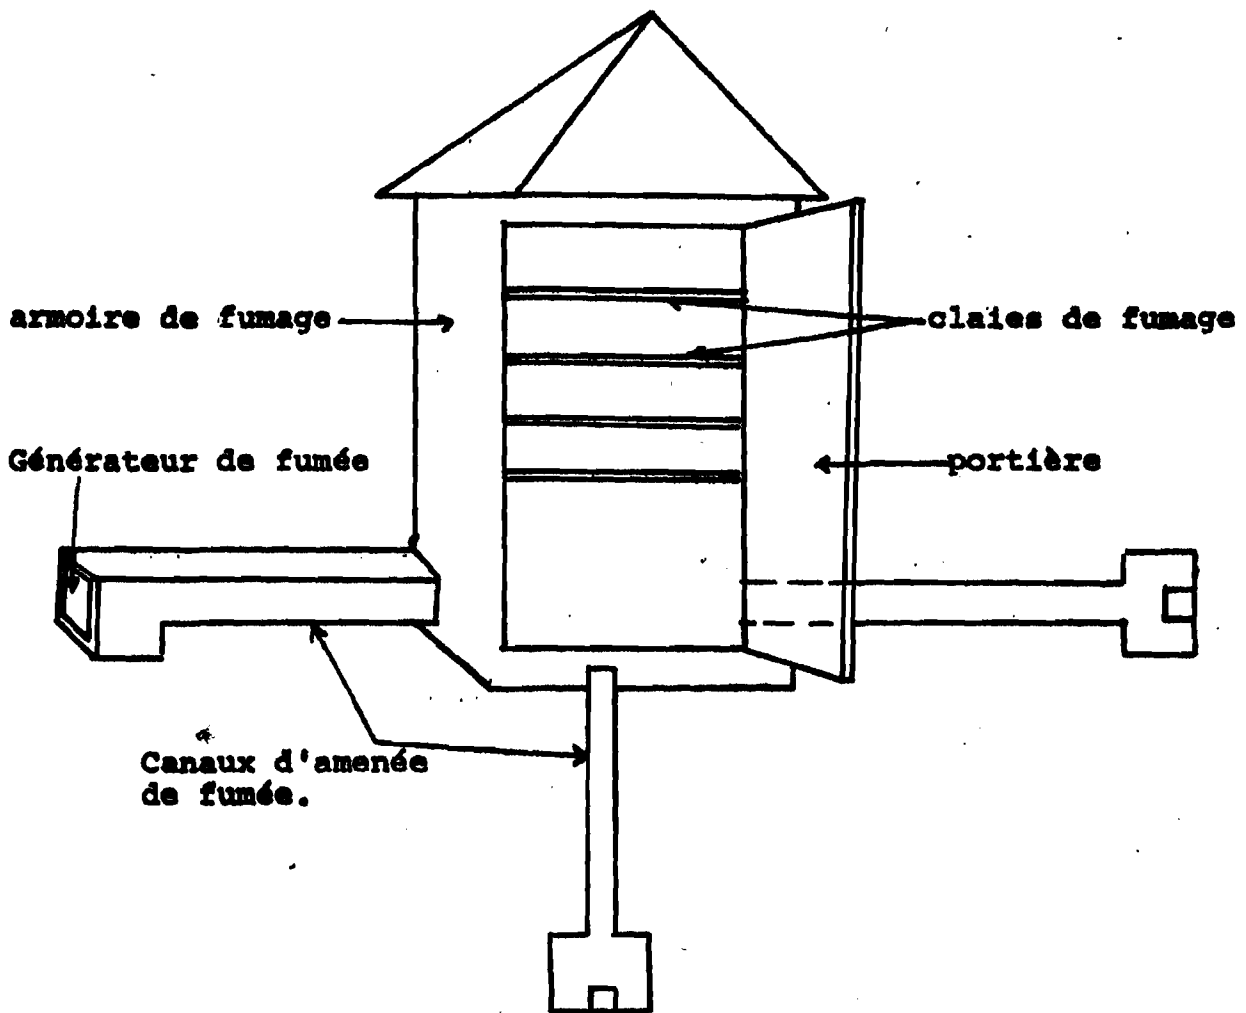 armoire de fumage
claies de fumage
Générateur de fumée
portière
Canaux d'amenée
de fumée.